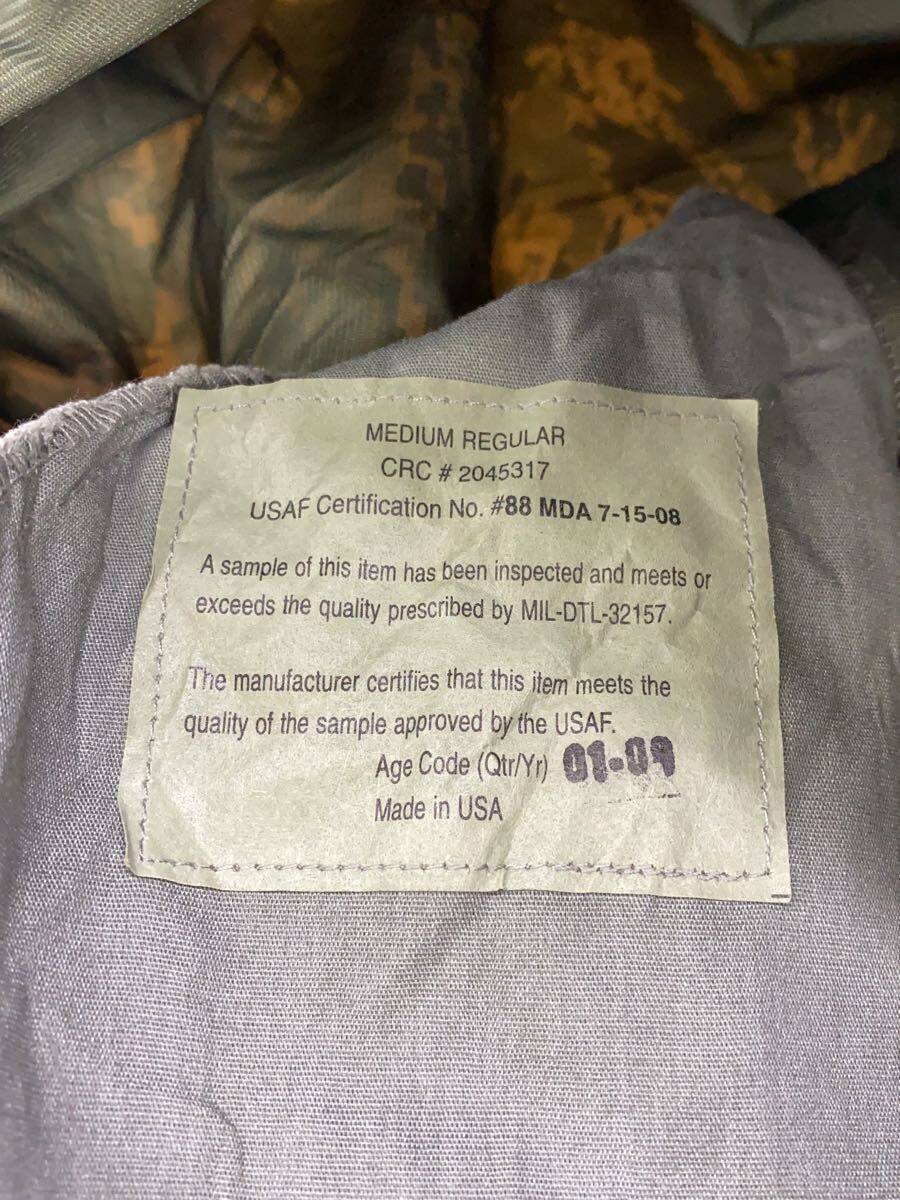 MEDIUM REGULAR
CRC # 2045317
USAF Certification No. #88 MDA 7-15-08
A sample of this item has been inspected and meets or
exceeds the quality prescribed by MIL-DTL-32157.
The manufacturer certifies that this item meets the
quality of the sample approved by the USAF.
Age Code (Qtr/Yr) 01-09
Made in USA